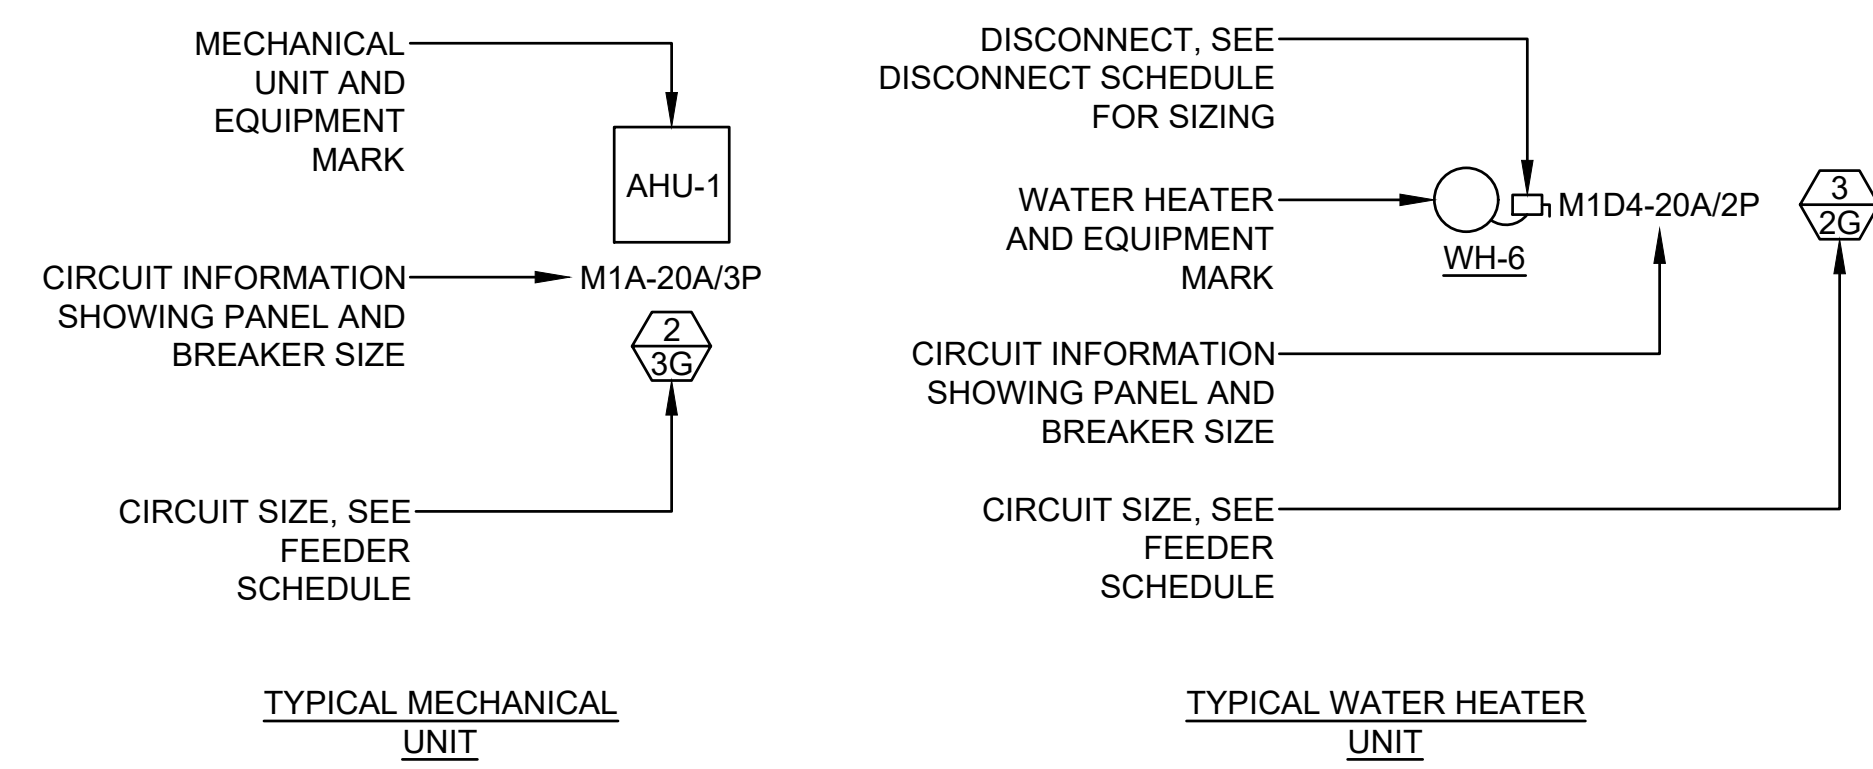 MECHANICAL
UNIT AND
EQUIPMENT
MARK
AHU-1
CIRCUIT INFORMATION
SHOWING PANEL AND
BREAKER SIZE
M1A-20A/3P
2
3G
CIRCUIT SIZE, SEE
FEEDER
SCHEDULE
TYPICAL MECHANICAL
UNIT
DISCONNECT, SEE
DISCONNECT SCHEDULE
FOR SIZING
WATER HEATER
AND EQUIPMENT
MARK
WH-6
M1D4-20A/2P
3
2G
CIRCUIT INFORMATION
SHOWING PANEL AND
BREAKER SIZE
CIRCUIT SIZE, SEE
FEEDER
SCHEDULE
TYPICAL WATER HEATER
UNIT